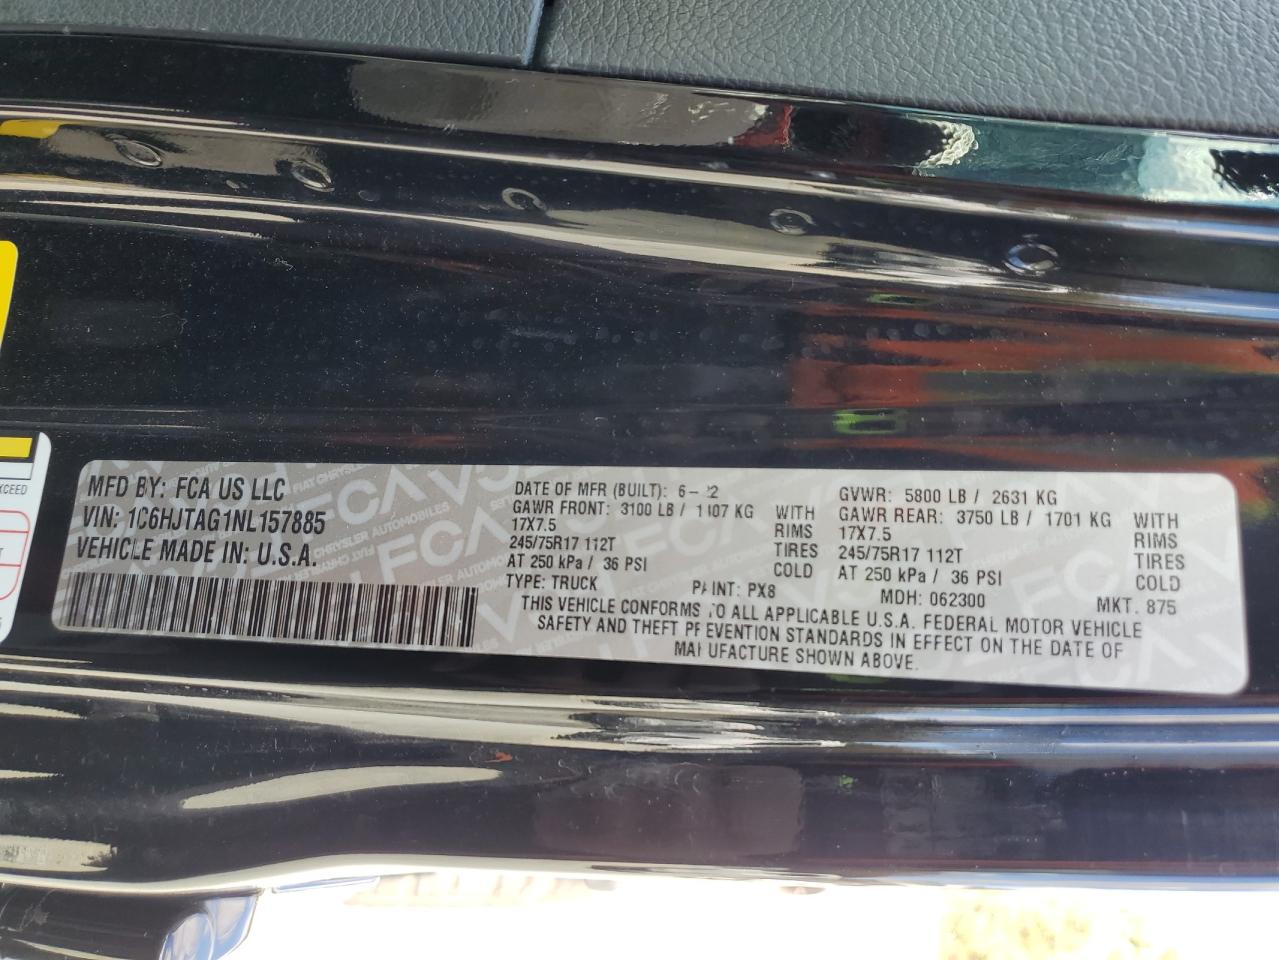 XCEED
MFD BY: FCA US LLC
VIN: 1C6HJTAG1NL157885
VEHICLE MADE IN: U.S.A.
DATE OF MFR (BUILT): 6- 2
GAWR FRONT: 3100 LB / 1407 KG WITH
17X7.5 RIMS
245/75R17 112T TIRES
AT 250 kPa / 36 PSI COLD
TYPE: TRUCK PAINT: PX8
GVWR: 5800 LB / 2631 KG
GAWR REAR: 3750 LB / 1701 KG WITH
17X7.5 RIMS
245/75R17 112T TIRES
AT 250 kPa / 36 PSI COLD
MDH: 062300 MKT. 875
THIS VEHICLE CONFORMS TO ALL APPLICABLE U.S.A. FEDERAL MOTOR VEHICLE
SAFETY AND THEFT PREVENTION STANDARDS IN EFFECT ON THE DATE OF
MANUFACTURE SHOWN ABOVE.